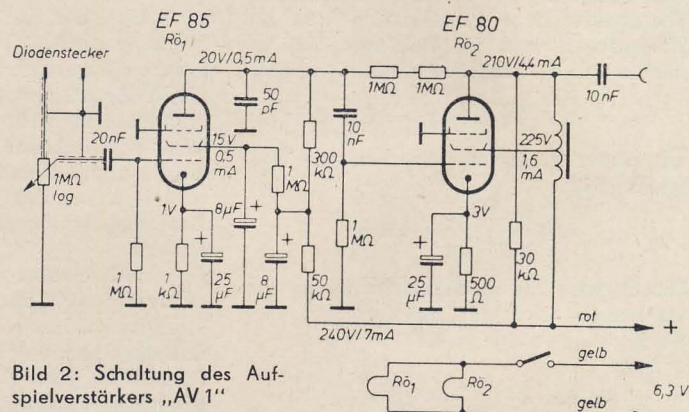 EF 85
Rö1
EF 80
Rö2
Diodenstecker
20V/0,5mA
210V/4,4mA
50 pF
1MΩ
1MΩ
10nF
20nF
10 nF
15V
0,5 mA
300 kΩ
225V
1,6 mA
1MΩ
log
1 MΩ
1V
8µF
3V
1 MΩ
1 MΩ
1 kΩ
25 µF
8 µF
50 kΩ
25 µF
500 Ω
30 kΩ
240V/7mA
rot
+
Bild 2: Schaltung des Auf-
spielverstärkers „AV 1"
Rö1
Rö2
gelb
6,3 V
gelb